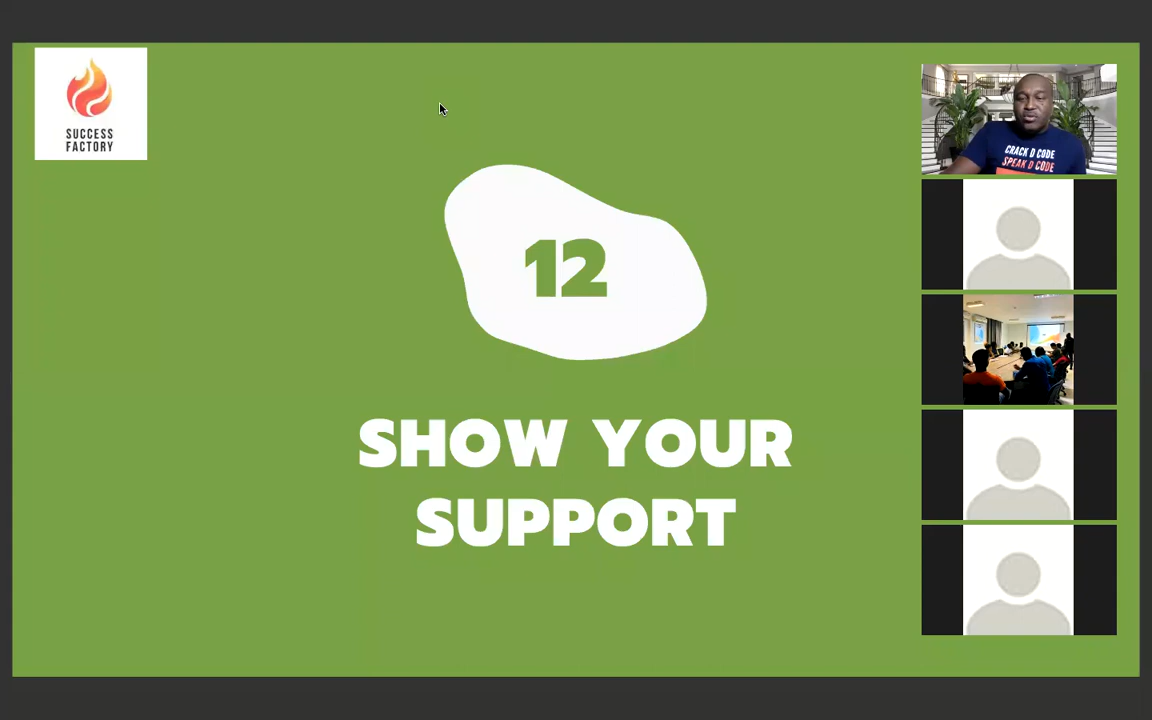 SUCCESS
FACTORY
12
SHOW YOUR
SUPPORT
CRACK D CODE
SPEAK D CODE